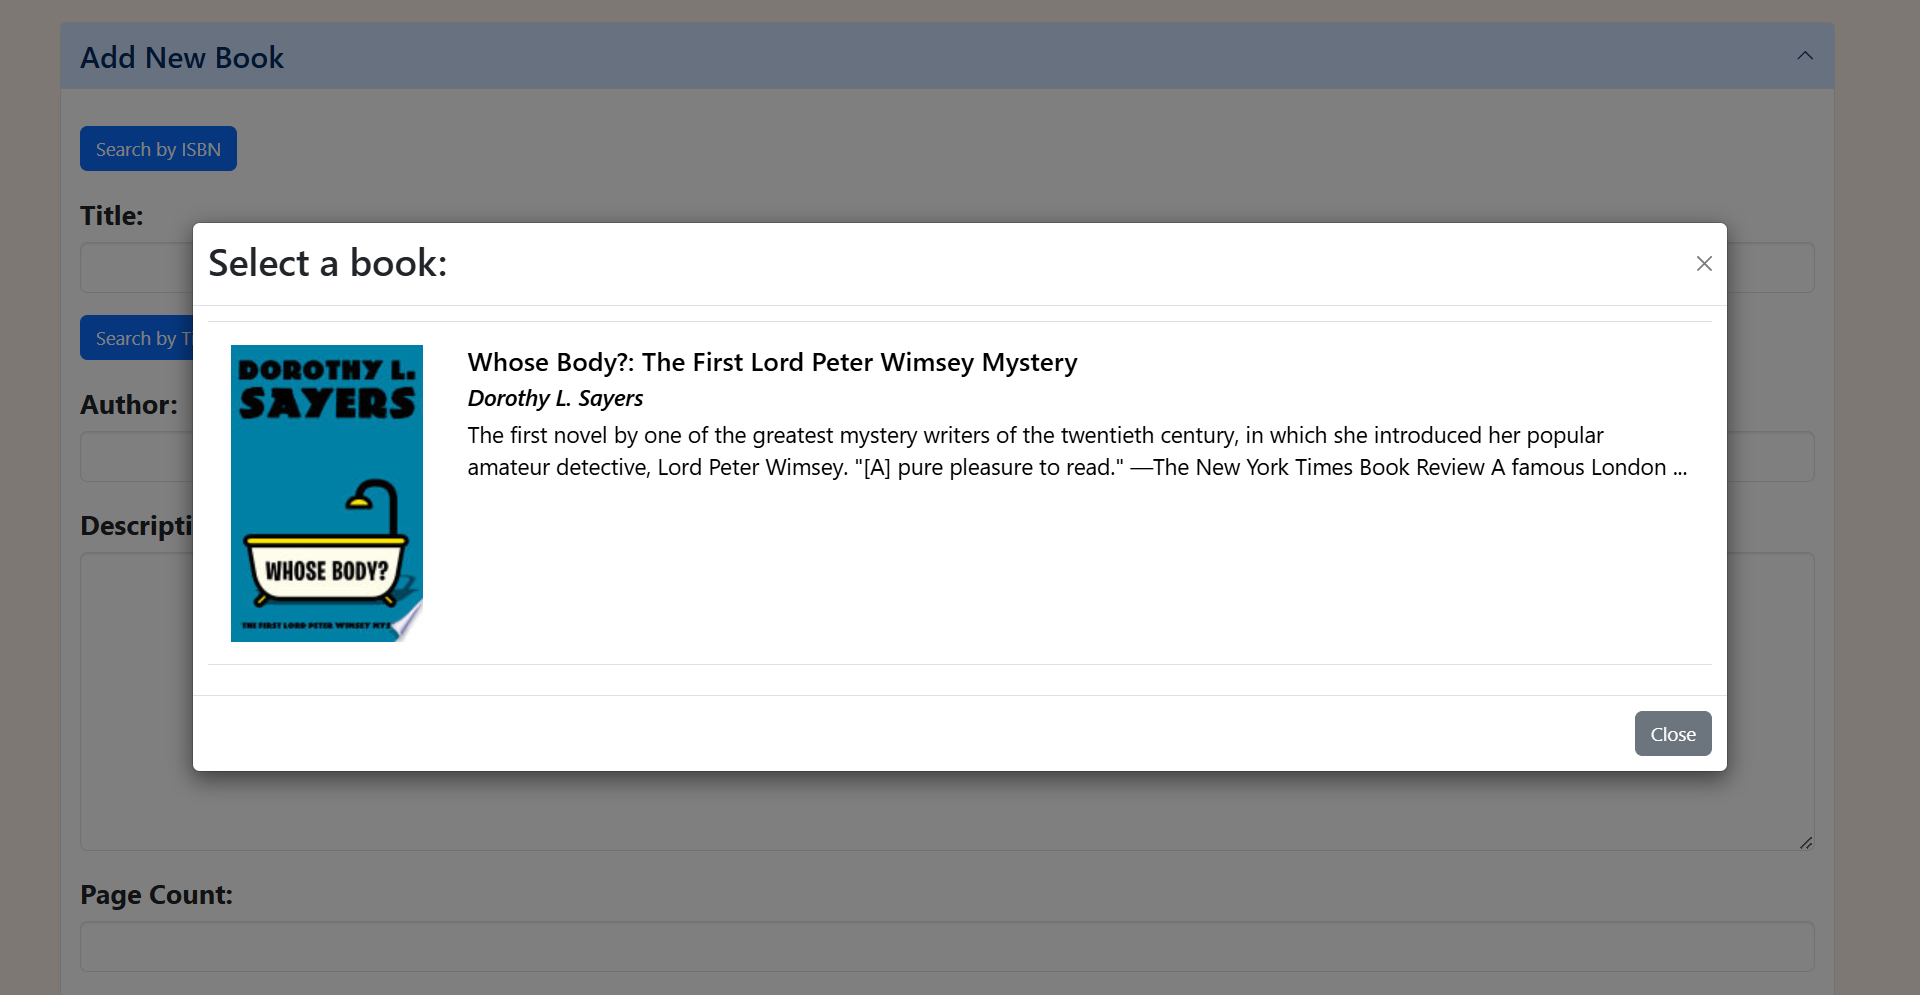 Add New Book
Search by ISBN
Title:
Select a book:
Search by T
DOROTHY L.
SAYERS
WHOSE BODY?
THE FIRST LORD PETER WIMSEY MYS
Whose Body?: The First Lord Peter Wimsey Mystery
Dorothy L. Sayers
The first novel by one of the greatest mystery writers of the twentieth century, in which she introduced her popular
amateur detective, Lord Peter Wimsey. "[A] pure pleasure to read." —The New York Times Book Review A famous London ...
Author:
Descripti
Close
Page Count: